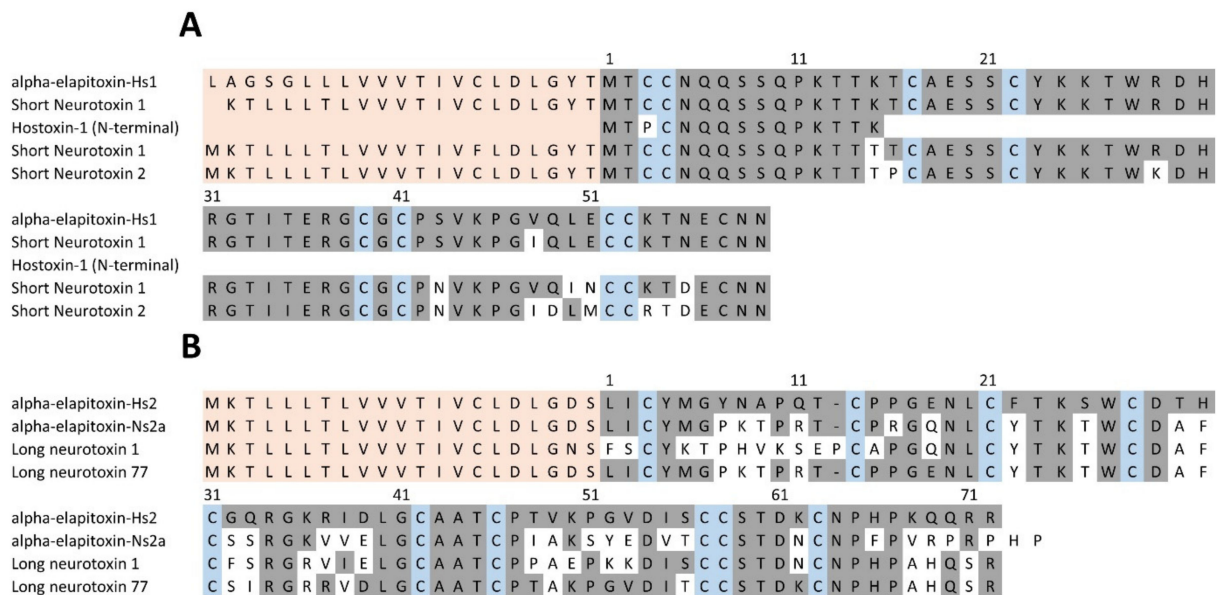 A
1 11 21
alpha-elapitoxin-Hs1 L A G S G L L L V V V T I V C L D L G Y T M T C C N Q Q S S Q P K T T K T C A E S S C Y K K T W R D H
Short Neurotoxin 1 K T L L L T L V V V T I V C L D L G Y T M T C C N Q Q S S Q P K T T K T C A E S S C Y K K T W R D H
Hostoxin-1 (N-terminal) M T P C N Q Q S S Q P K T T K
Short Neurotoxin 1 M K T L L L T L V V V T I V F L D L G Y T M T C C N Q Q S S Q P K T T T T C A E S S C Y K K T W R D H
Short Neurotoxin 2 M K T L L L T L V V V T I V C L D L G Y T M T C C N Q Q S S Q P K T T T P C A E S S C Y K K T W K D H
31 41 51
alpha-elapitoxin-Hs1 R G T I T E R G C G C P S V K P G V Q L E C C K T N E C N N
Short Neurotoxin 1 R G T I T E R G C G C P S V K P G I Q L E C C K T N E C N N
Hostoxin-1 (N-terminal)
Short Neurotoxin 1 R G T I T E R G C G C P N V K P G V Q I N C C K T D E C N N
Short Neurotoxin 2 R G T I I E R G C G C P N V K P G I D L M C C R T D E C N N
B
1 11 21
alpha-elapitoxin-Hs2 M K T L L L T L V V V T I V C L D L G D S L I C Y M G Y N A P Q T - C P P G E N L C F T K S W C D T H
alpha-elapitoxin-Ns2a M K T L L L T L V V V T I V C L D L G D S L I C Y M G P K T P R T - C P R G Q N L C Y T K T W C D A F
Long neurotoxin 1 M K T L L L T L V V V T I V C L D L G N S F S C Y K T P H V K S E P C A P G Q N L C Y T K T W C D A F
Long neurotoxin 77 M K T L L L T L V V V T I V C L D L G D S L I C Y M G P K T P R T - C P P G E N L C Y T K T W C D A F
31 41 51 61 71
alpha-elapitoxin-Hs2 C G Q R G K R I D L G C A A T C P T V K P G V D I S C C S T D K C N P H P K Q Q R R
alpha-elapitoxin-Ns2a C S S R G K V V E L G C A A T C P I A K S Y E D V T C C S T D N C N P F P V R P R P H P
Long neurotoxin 1 C F S R G R V I E L G C A A T C P P A E P K K D I S C C S T D N C N P H P A H Q S R
Long neurotoxin 77 C S I R G R R V D L G C A A T C P T A K P G V D I T C C S T D K C N P H P A H Q S R